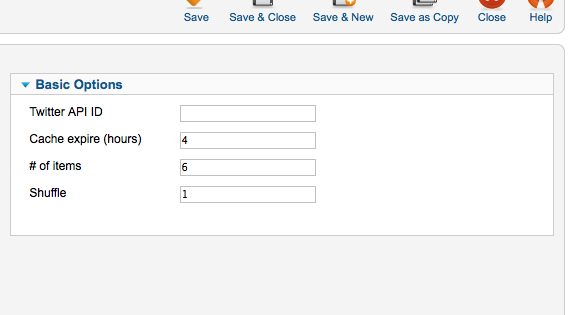 Save Save & Close Save & New Save as Copy Close Help
Basic Options
Twitter API ID
Cache expire (hours) 4
# of items 6
Shuffle 1